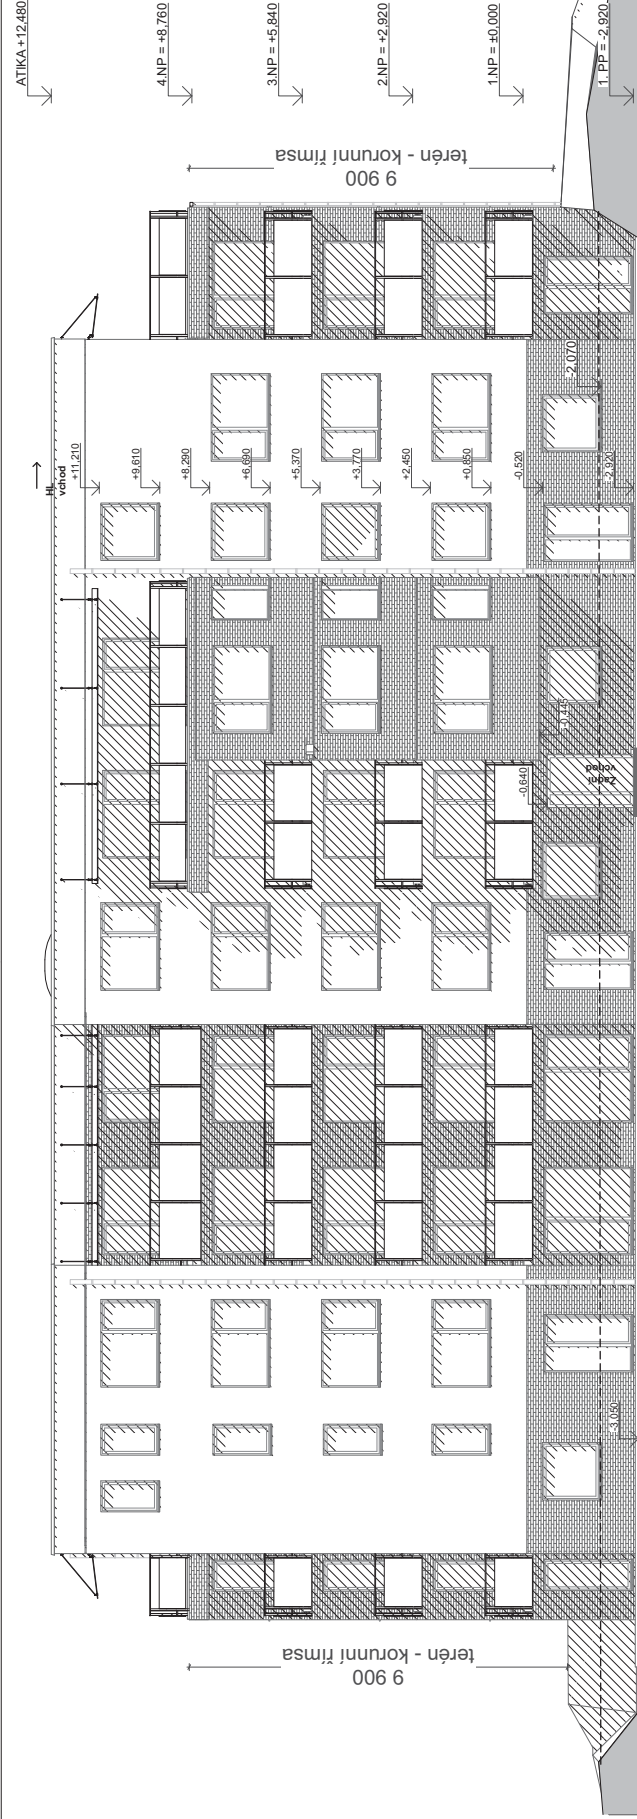 ATIKA +12,480
4.NP = +8,760
3.NP = +5,840
2.NP = +2,920
1.NP = ±0,000
1. PP = -2,920
terén - korunní římsa
9 900
HL.
vchod
+11,210
+9,610
+8,290
+6,690
+5,370
+3,770
+2,450
+0,850
-0,520
-2,920
-2,070
-0,445
-0,640
Zadní
vchod
-3,050
terén - korunní římsa
9 900